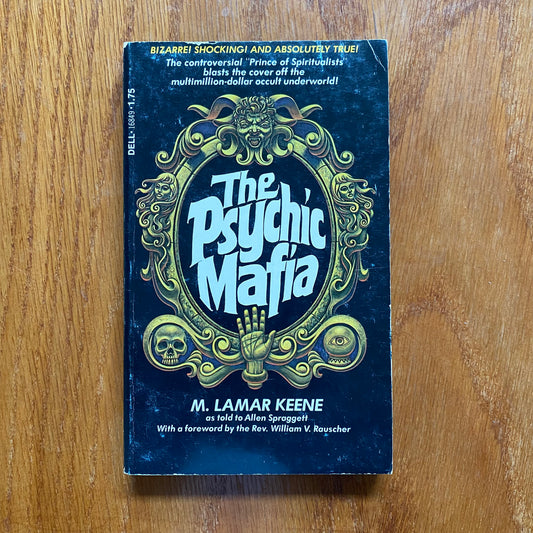 BIZARRE! SHOCKING! AND ABSOLUTELY TRUE!
The controversial "Prince of Spiritualists"
blasts the cover off the
multimillion-dollar occult underworld!
DELL • 16849 • 1.75
The
Psychic
Mafia
M. LAMAR KEENE
as told to Allen Spraggett
With a foreword by the Rev. William V. Rauscher